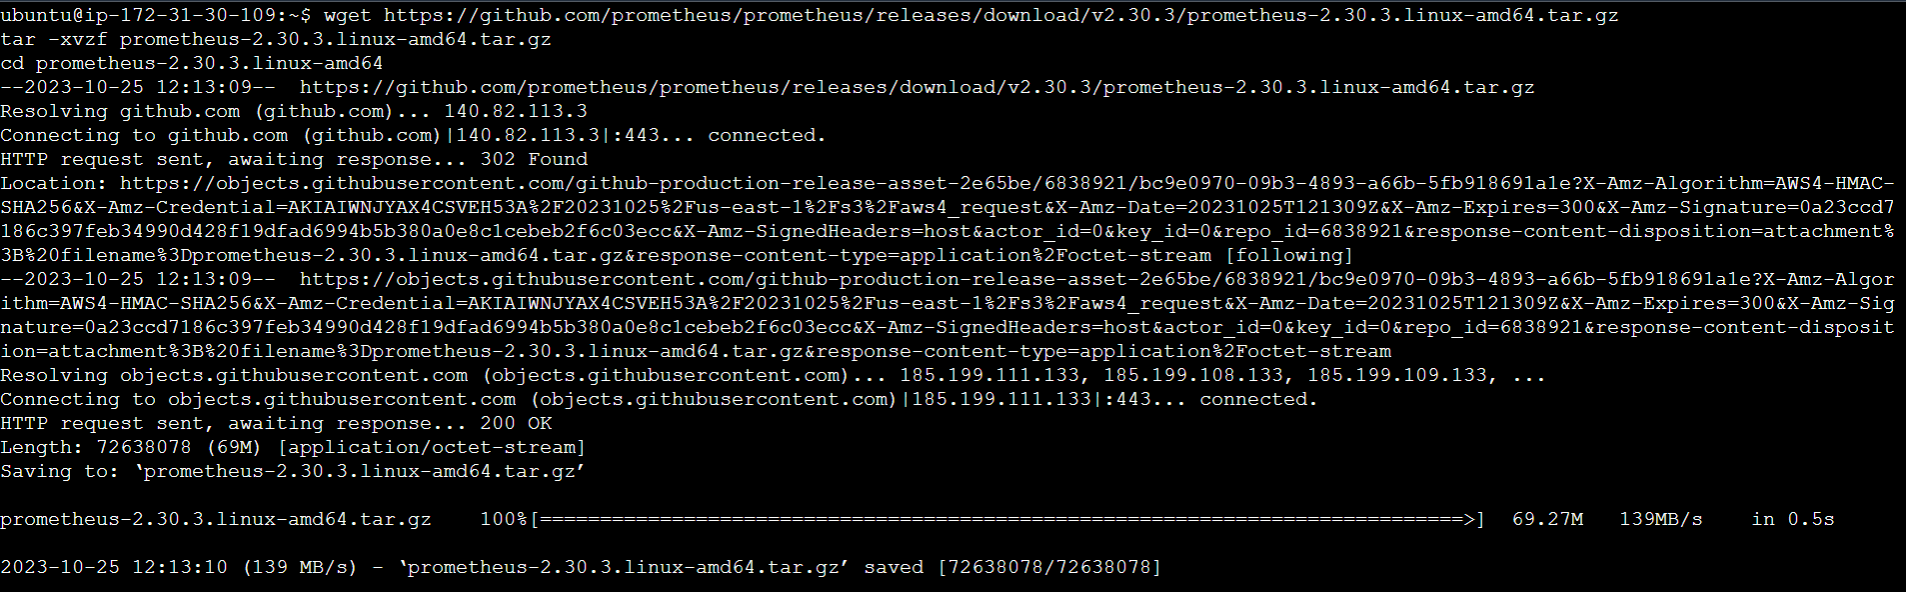 ubuntu@ip-172-31-30-109:~$ wget https://github.com/prometheus/prometheus/releases/download/v2.30.3/prometheus-2.30.3.linux-amd64.tar.gz
tar -xvzf prometheus-2.30.3.linux-amd64.tar.gz
cd prometheus-2.30.3.linux-amd64
--2023-10-25 12:13:09--  https://github.com/prometheus/prometheus/releases/download/v2.30.3/prometheus-2.30.3.linux-amd64.tar.gz
Resolving github.com (github.com)... 140.82.113.3
Connecting to github.com (github.com)|140.82.113.3|:443... connected.
HTTP request sent, awaiting response... 302 Found
Location: https://objects.githubusercontent.com/github-production-release-asset-2e65be/6838921/bc9e0970-09b3-4893-a66b-5fb918691a1e?X-Amz-Algorithm=AWS4-HMAC-
SHA256&X-Amz-Credential=AKIAIWNJYAX4CSVEH53A%2F20231025%2Fus-east-1%2Fs3%2Faws4_request&X-Amz-Date=20231025T121309Z&X-Amz-Expires=300&X-Amz-Signature=0a23ccd7
186c397feb34990d428f19dfad6994b5b380a0e8c1cebeb2f6c03ecc&X-Amz-SignedHeaders=host&actor_id=0&key_id=0&repo_id=6838921&response-content-disposition=attachment%
3B%20filename%3Dprometheus-2.30.3.linux-amd64.tar.gz&response-content-type=application%2Foctet-stream [following]
--2023-10-25 12:13:09--  https://objects.githubusercontent.com/github-production-release-asset-2e65be/6838921/bc9e0970-09b3-4893-a66b-5fb918691a1e?X-Amz-Algor
ithm=AWS4-HMAC-SHA256&X-Amz-Credential=AKIAIWNJYAX4CSVEH53A%2F20231025%2Fus-east-1%2Fs3%2Faws4_request&X-Amz-Date=20231025T121309Z&X-Amz-Expires=300&X-Amz-Sig
nature=0a23ccd7186c397feb34990d428f19dfad6994b5b380a0e8c1cebeb2f6c03ecc&X-Amz-SignedHeaders=host&actor_id=0&key_id=0&repo_id=6838921&response-content-disposit
ion=attachment%3B%20filename%3Dprometheus-2.30.3.linux-amd64.tar.gz&response-content-type=application%2Foctet-stream
Resolving objects.githubusercontent.com (objects.githubusercontent.com)... 185.199.111.133, 185.199.108.133, 185.199.109.133, ...
Connecting to objects.githubusercontent.com (objects.githubusercontent.com)|185.199.111.133|:443... connected.
HTTP request sent, awaiting response... 200 OK
Length: 72638078 (69M) [application/octet-stream]
Saving to: ‘prometheus-2.30.3.linux-amd64.tar.gz’
prometheus-2.30.3.linux-amd64.tar.gz    100%[=============================================================================>]  69.27M   139MB/s    in 0.5s
2023-10-25 12:13:10 (139 MB/s) - ‘prometheus-2.30.3.linux-amd64.tar.gz’ saved [72638078/72638078]